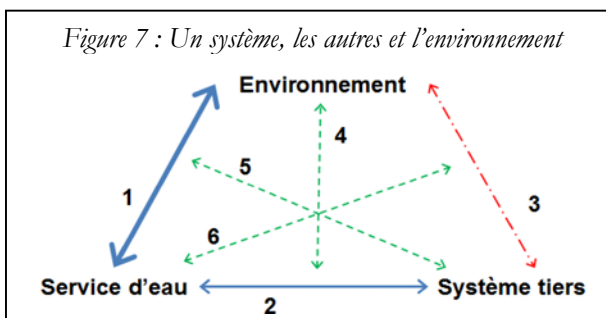 Figure 7 : Un système, les autres et l'environnement
Environnement
4
5
1
3
6
Service d'eau
Système tiers
2